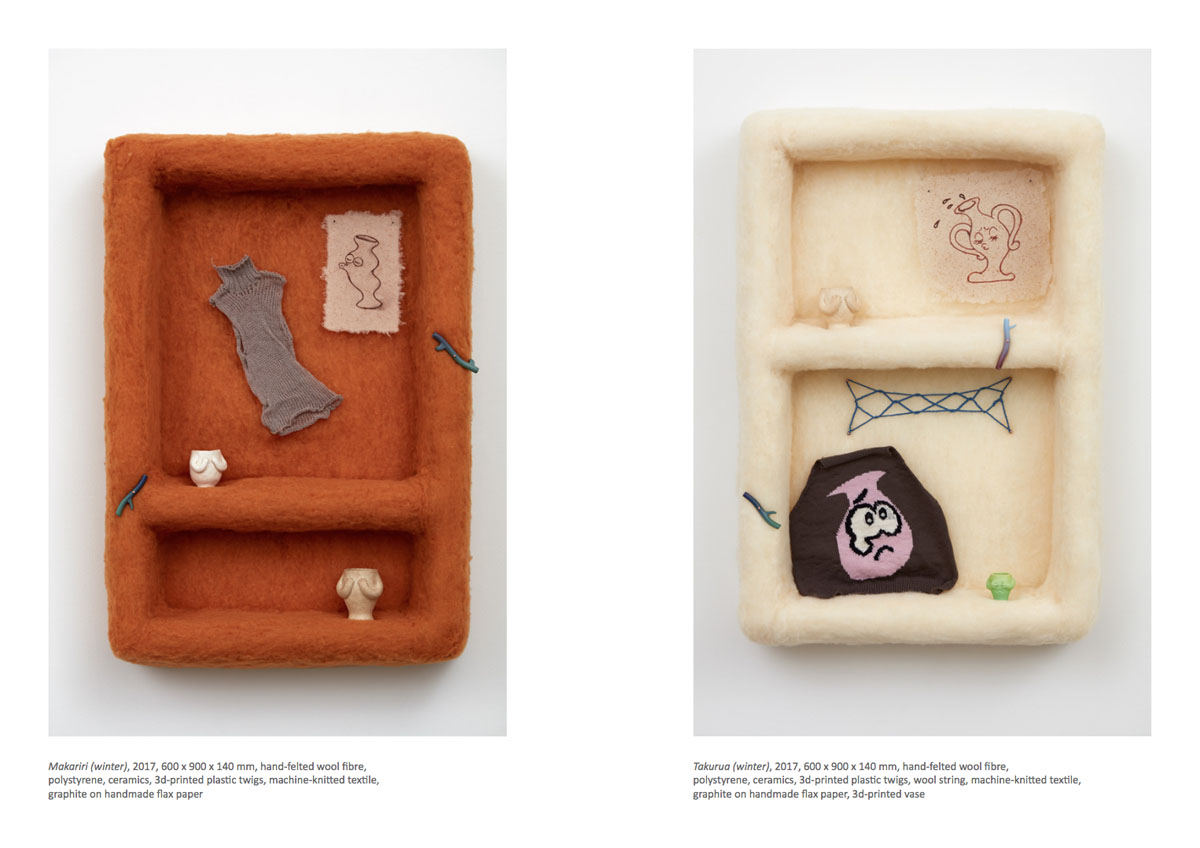 Makariri (winter), 2017, 600 x 900 x 140 mm, hand-felted wool fibre,
polystyrene, ceramics, 3d-printed plastic twigs, machine-knitted textile,
graphite on handmade flax paper
Takurua (winter), 2017, 600 x 900 x 140 mm, hand-felted wool fibre,
polystyrene, ceramics, 3d-printed plastic twigs, wool string, machine-knitted textile,
graphite on handmade flax paper, 3d-printed vase